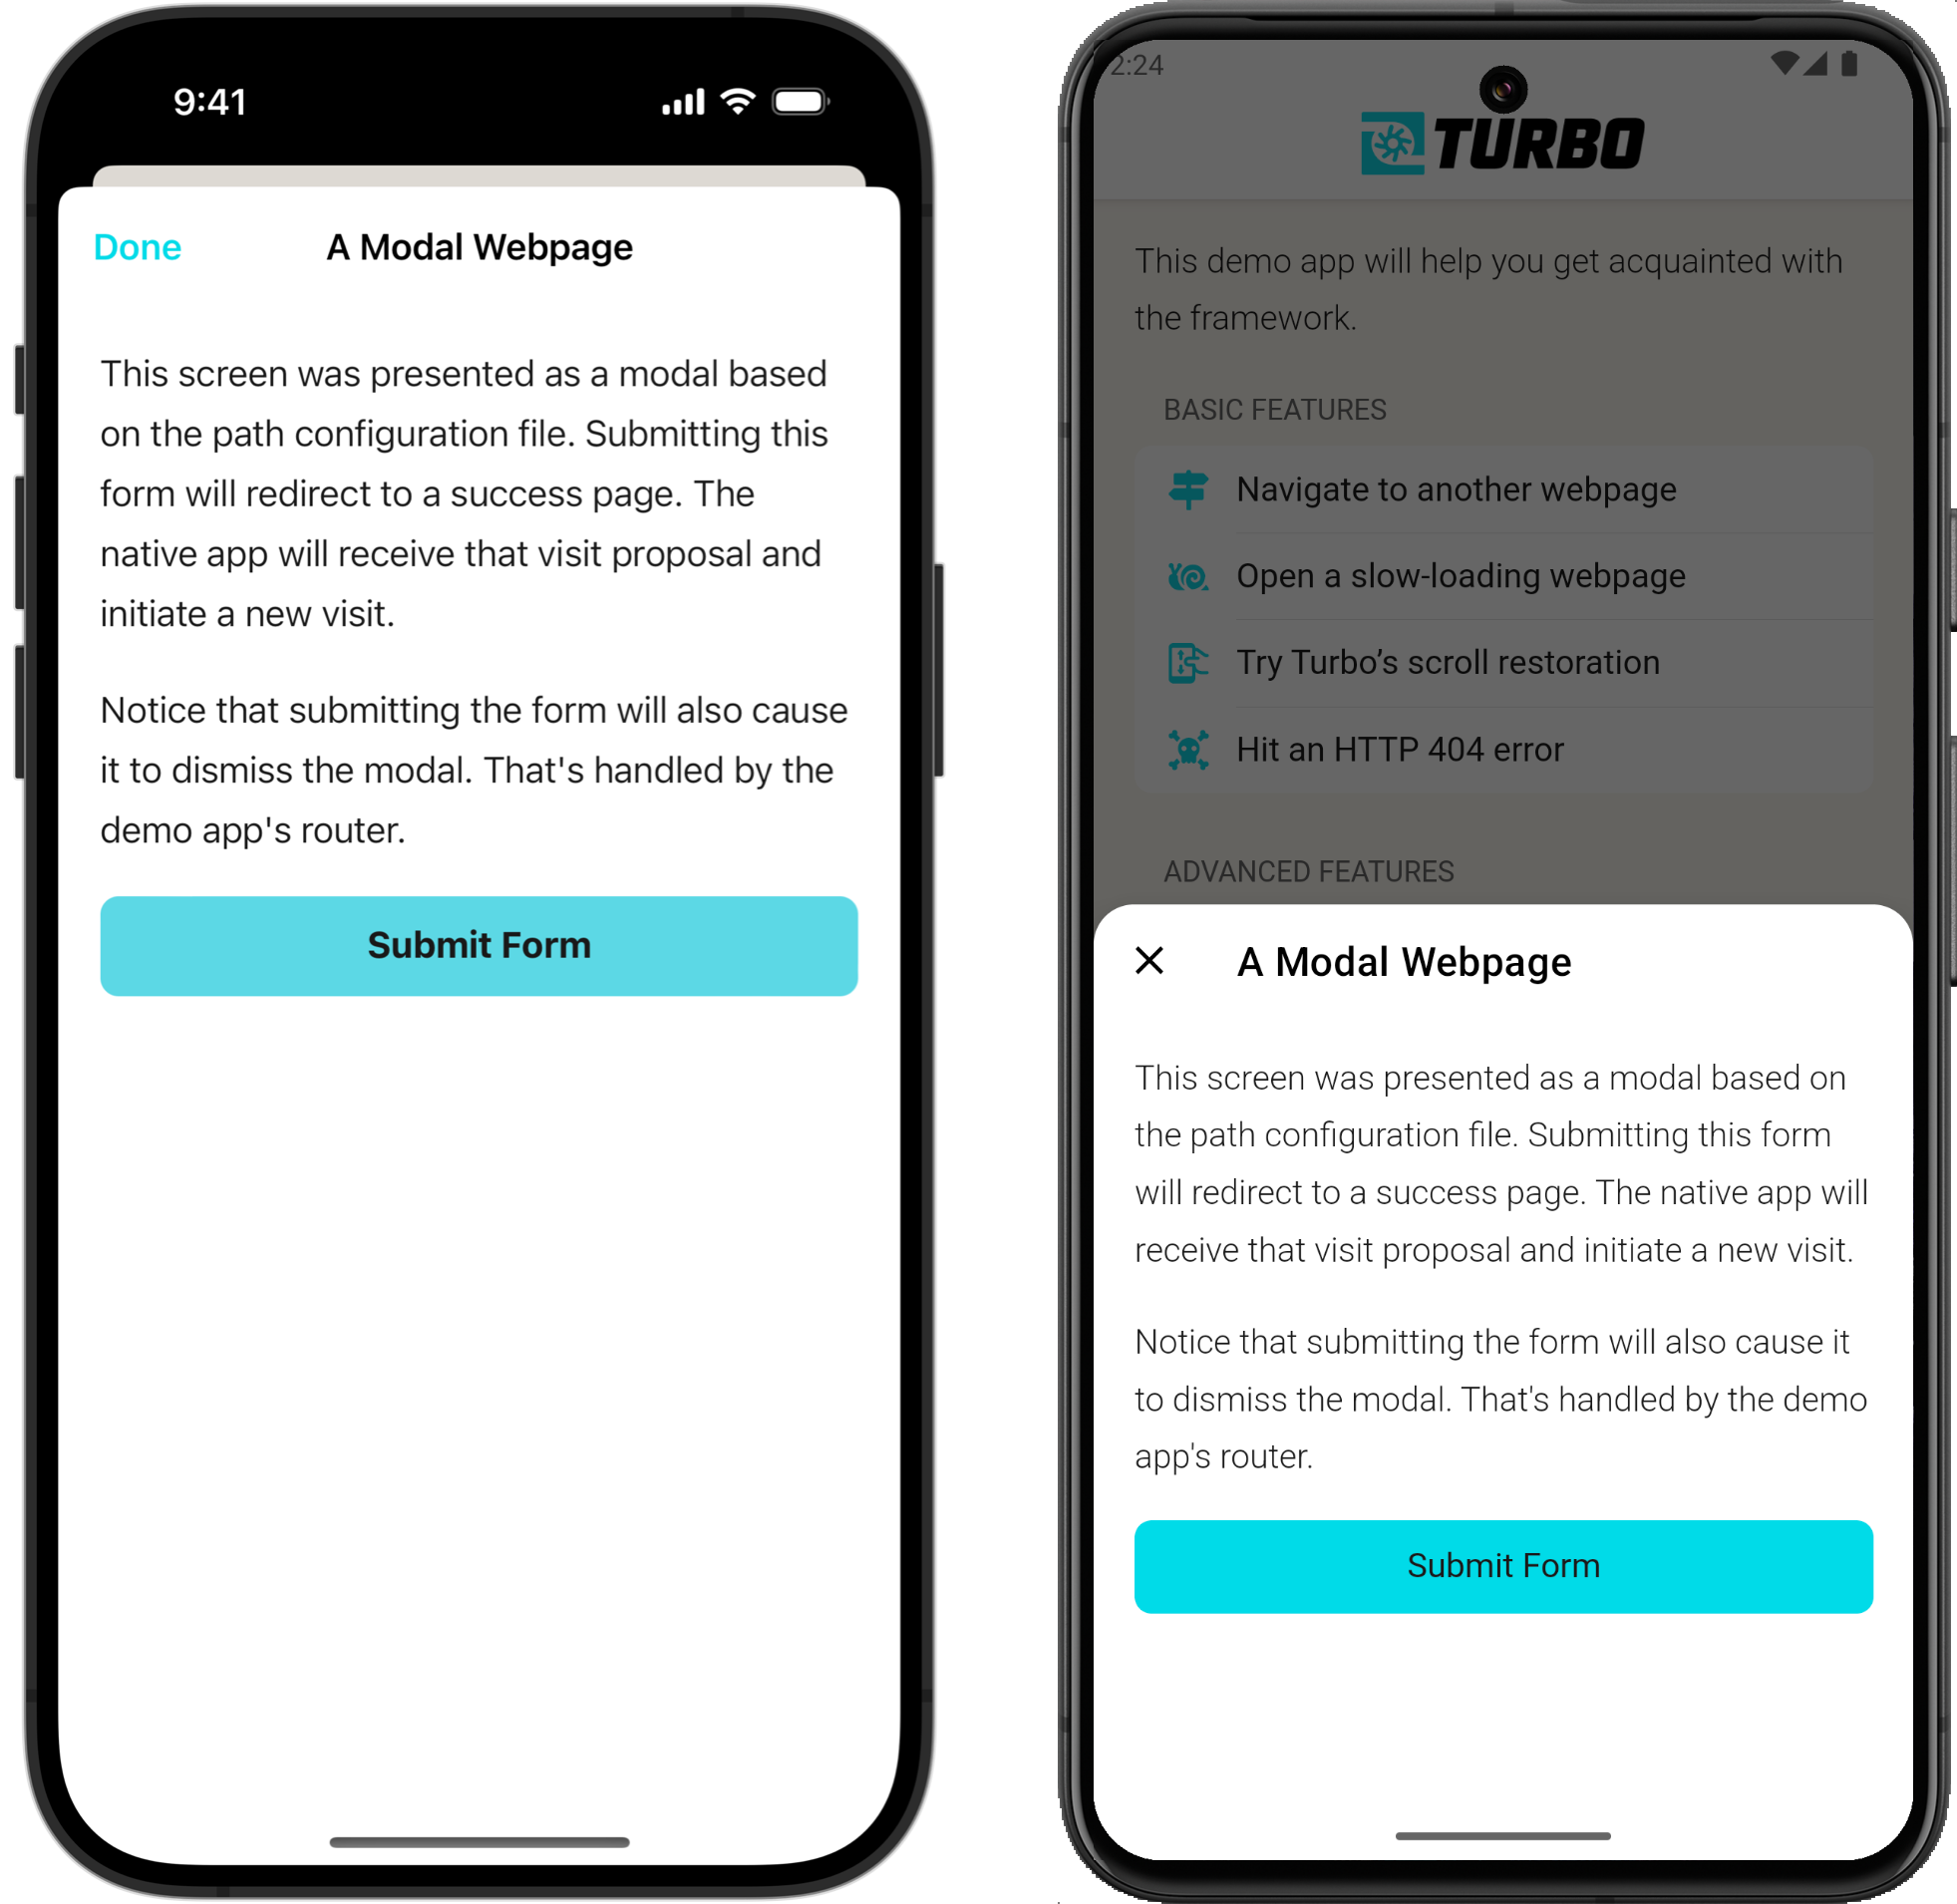 9:41
Done
A Modal Webpage
This screen was presented as a modal based
on the path configuration file. Submitting this
form will redirect to a success page. The
native app will receive that visit proposal and
initiate a new visit.
Notice that submitting the form will also cause
it to dismiss the modal. That's handled by the
demo app's router.
Submit Form
2:24
TURBO
This demo app will help you get acquainted with
the framework.
BASIC FEATURES
Navigate to another webpage
Open a slow-loading webpage
Try Turbo’s scroll restoration
Hit an HTTP 404 error
ADVANCED FEATURES
A Modal Webpage
This screen was presented as a modal based on
the path configuration file. Submitting this form
will redirect to a success page. The native app will
receive that visit proposal and initiate a new visit.
Notice that submitting the form will also cause it
to dismiss the modal. That's handled by the demo
app's router.
Submit Form